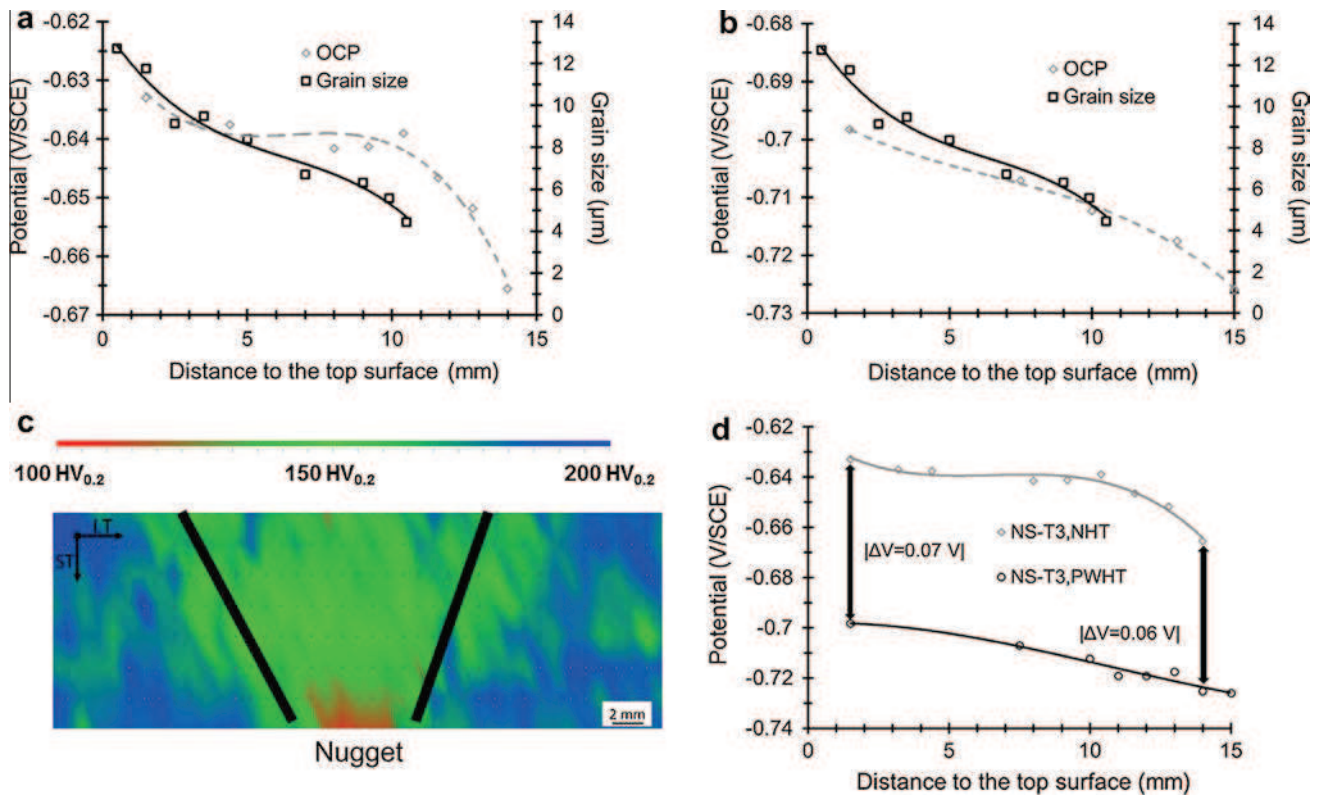 a
-0.62
-0.63
-0.64
-0.65
-0.66
-0.67
Potential (V/SCE)
OCP
Grain size
14
12
10
8
6
4
2
0
Grain size (µm)
0
5
10
15
Distance to the top surface (mm)
b
-0.68
-0.69
-0.7
-0.71
-0.72
-0.73
Potential (V/SCE)
OCP
Grain size
14
12
10
8
6
4
2
0
Grain size (µm)
0
5
10
15
Distance to the top surface (mm)
c
100 HV0.2
150 HV0.2
200 HV0.2
LT
ST
2 mm
Nugget
d
-0.62
-0.64
-0.66
-0.68
-0.7
-0.72
-0.74
Potential (V/SCE)
|ΔV=0.07 V|
NS-T3,NHT
NS-T3,PWHT
|ΔV=0.06 V|
0
5
10
15
Distance to the top surface (mm)